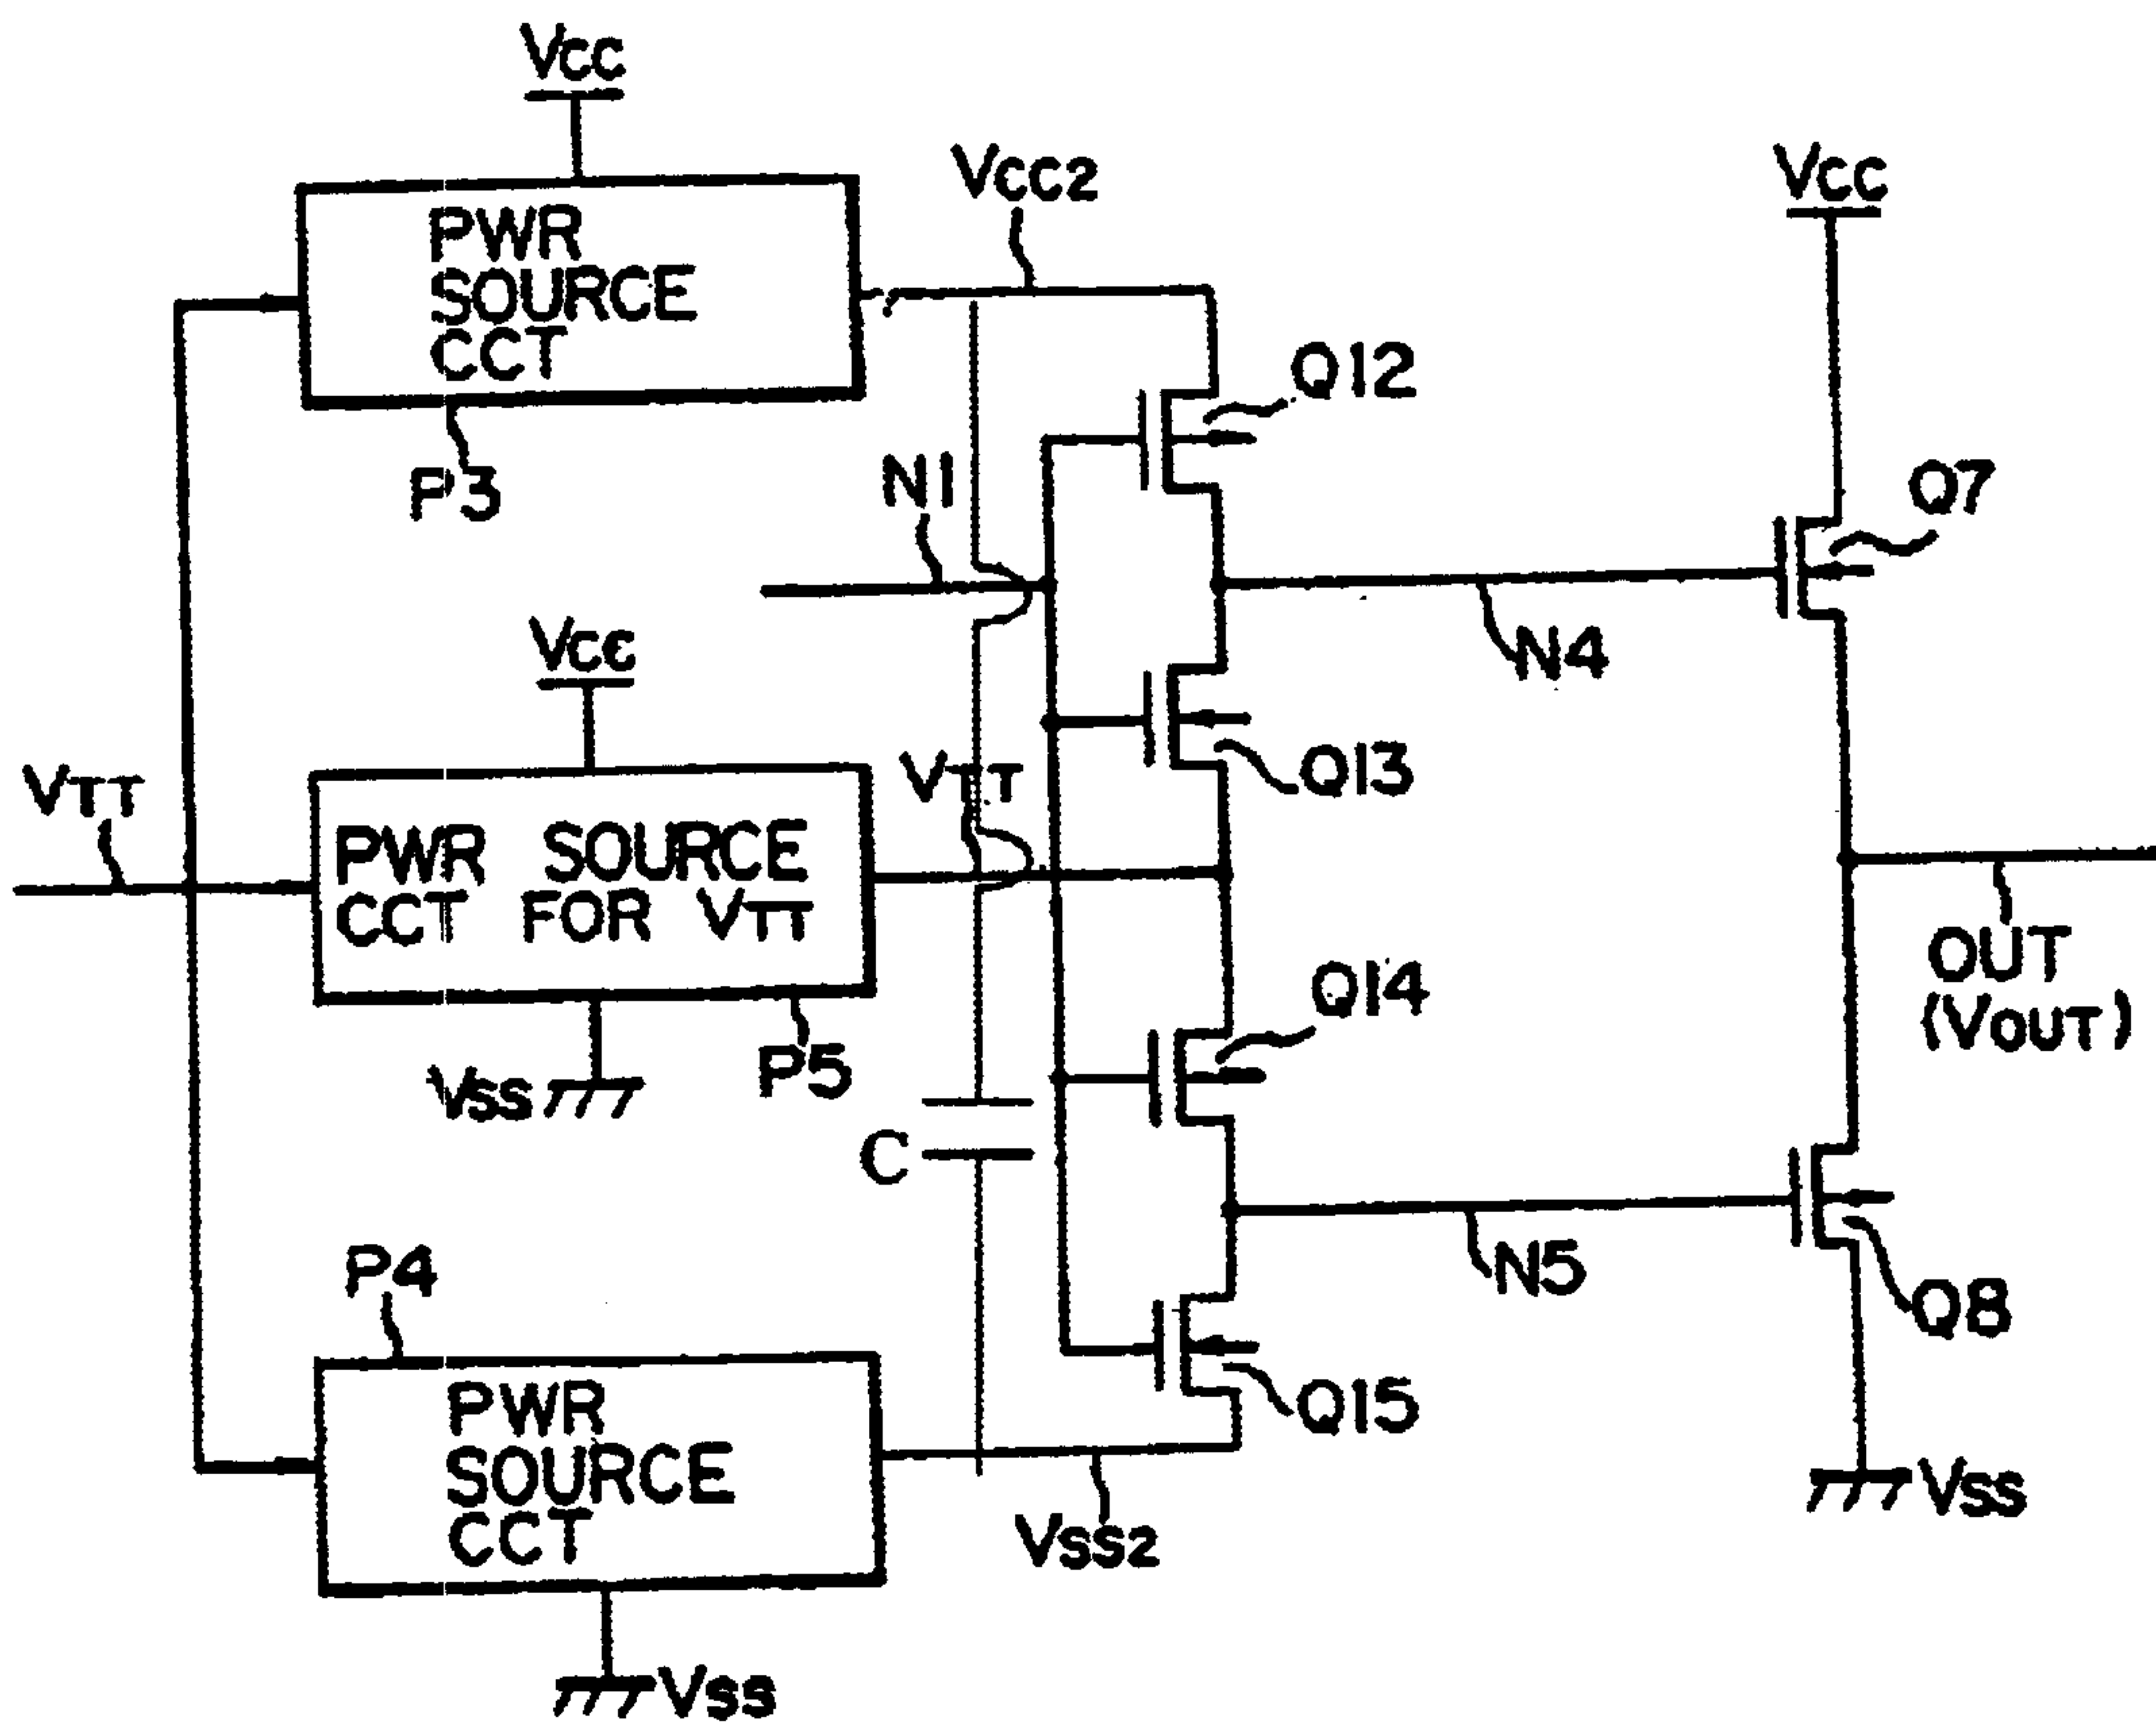 VCC
PWR
SOURCE
CCT
P3
VCC2
VCC
Q12
Q7
N1
N4
VCC
Q13
VTT
VTT
PWR SOURCE
CCT FOR VTT
P5
VSS
Q14
OUT
(VOUT)
C
P4
N5
Q8
PWR
SOURCE
CCT
Q15
VSS2
VSS
VSS